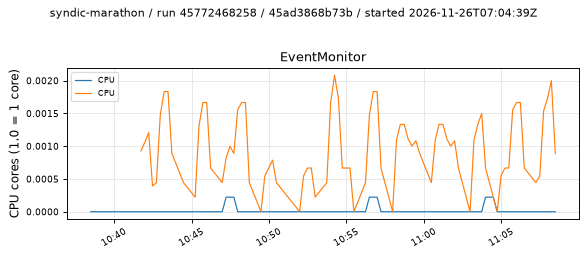 syndic-marathon / run 45772468258 / 45ad3868b73b / started 2026-11-26T07:04:39Z
EventMonitor
CPU
CPU
CPU cores (1.0 = 1 core)
0.0020
0.0015
0.0010
0.0005
0.0000
10:40
10:45
10:50
10:55
11:00
11:05